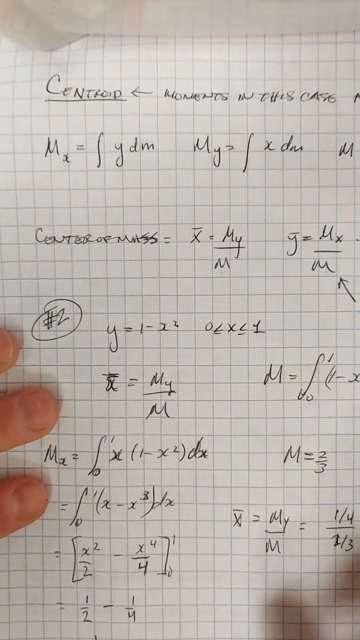 CENTROID ← MOMENTS IN THIS CASE
Mx = ∫ y dm My = ∫ x dm M
CENTER OF MASS = x̄ = My/M ȳ = Mx/M
#2 y = 1 - x² 0 ≤ x ≤ 1
x̄ = My/M M = ∫₀¹ (1 - x
Mx = ∫₀¹ x (1 - x²) dx M = 2/3
= ∫₀¹ (x - x³) dx
x̄ = My/M = 1/4 / 2/3
= [x²/2 - x⁴/4]₀¹
= 1/2 - 1/4